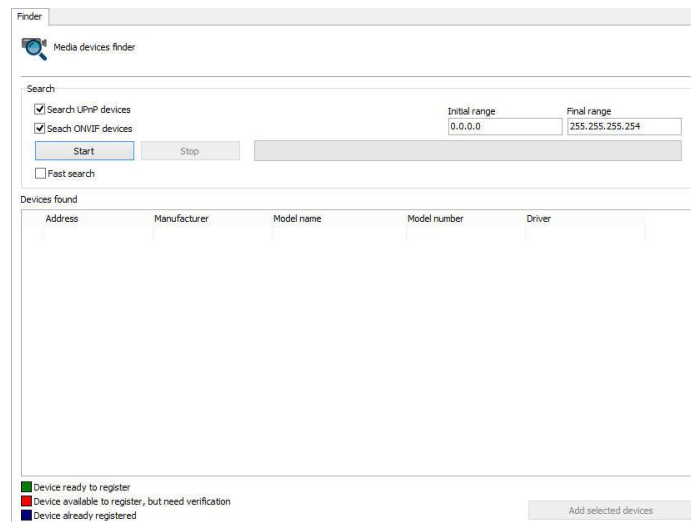 Finder
Media devices finder
Search
Search UPnP devices
Seach ONVIF devices
Initial range
Final range
0.0.0.0
255.255.255.254
Start
Stop
Fast search
Devices found
Address Manufacturer Model name Model number Driver
Device ready to register
Device available to register, but need verification
Device already registered
Add selected devices